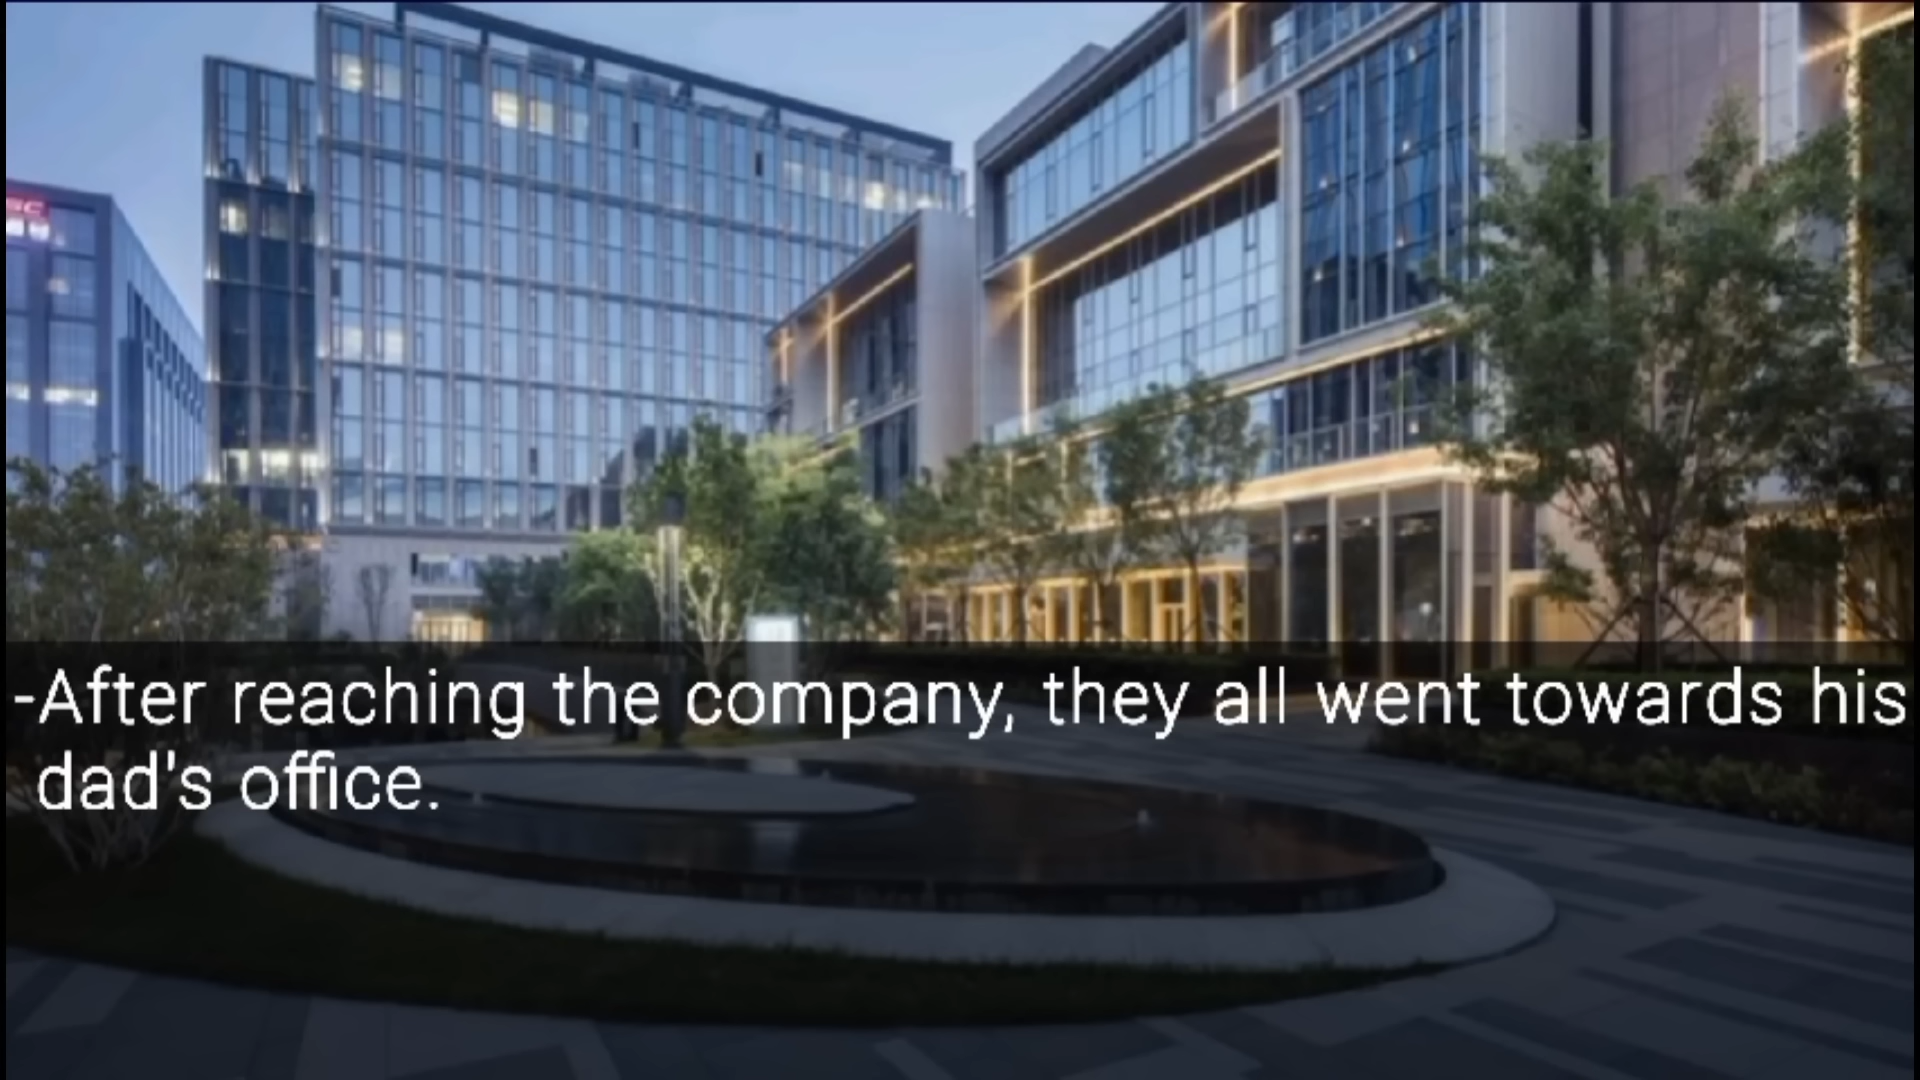 -After reaching the company, they all went towards his
dad's office.